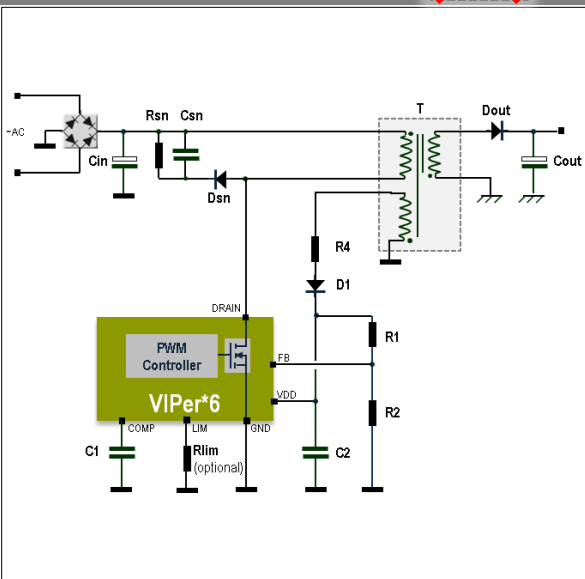 T
Rsn Csn
Dout
~AC
Cin
Cout
Dsn
R4
D1
DRAIN
R1
PWM
Controller
FB
VIPer*6
VDD
R2
COMP
LIM
GND
C1
Rlim
(optional)
C2